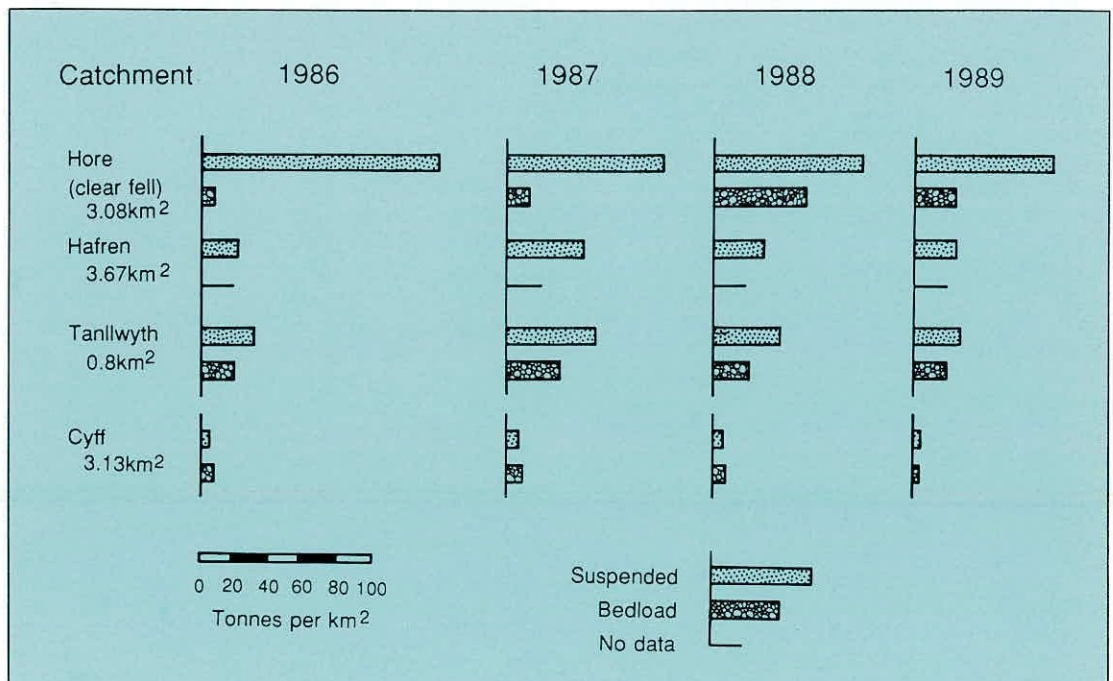 Catchment 1986 1987 1988 1989
Hore
(clear fell)
3.08km²
Hafren
3.67km²
Tanllwyth
0.8km²
Cyff
3.13km²
0 20 40 60 80 100
Tonnes per km²
Suspended
Bedload
No data